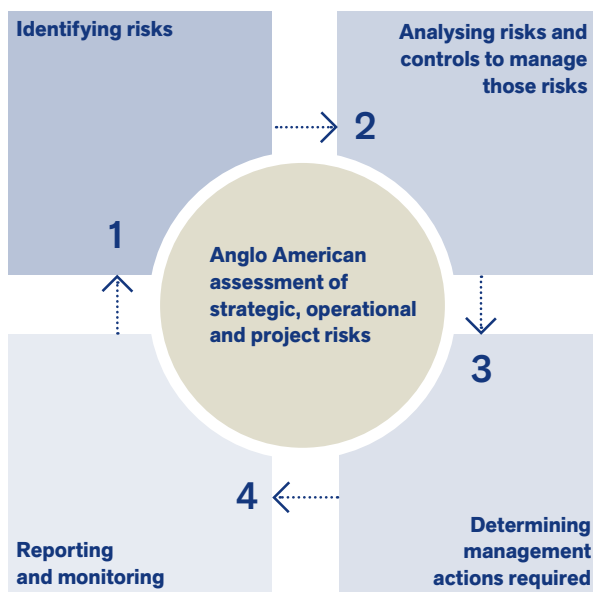 Identifying risks
1
Analysing risks and
controls to manage
those risks
2
Anglo American
assessment of
strategic, operational
and project risks
3
Determining
management
actions required
4
Reporting
and monitoring